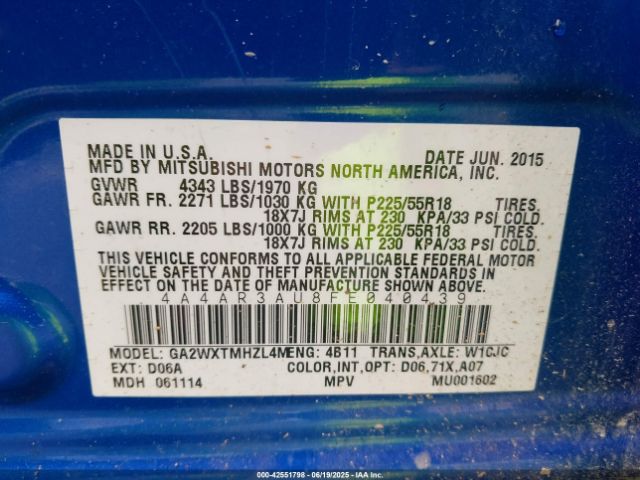 MADE IN U.S.A. DATE JUN. 2015
MFD BY MITSUBISHI MOTORS NORTH AMERICA, INC.
GVWR 4343 LBS/1970 KG
GAWR FR. 2271 LBS/1030 KG WITH P225/55R18 TIRES,
18X7J RIMS AT 230 KPA/33 PSI COLD.
GAWR RR. 2205 LBS/1000 KG WITH P225/55R18 TIRES,
18X7J RIMS AT 230 KPA/33 PSI COLD.
THIS VEHICLE CONFORMS TO ALL APPLICABLE FEDERAL MOTOR
VEHICLE SAFETY AND THEFT PREVENTION STANDARDS IN
EFFECT ON THE DATE OF MANUFACTURE SHOWN ABOVE.
4A4AR3AU8FE040439
MODEL: GA2WXTMHZL4M ENG: 4B11 TRANS,AXLE: W1CJC
EXT: D06A COLOR,INT,OPT: D06,71X,A07
MDH 061114 MPV MU001602
000-42551798 - 06/19/2025 - IAA Inc.